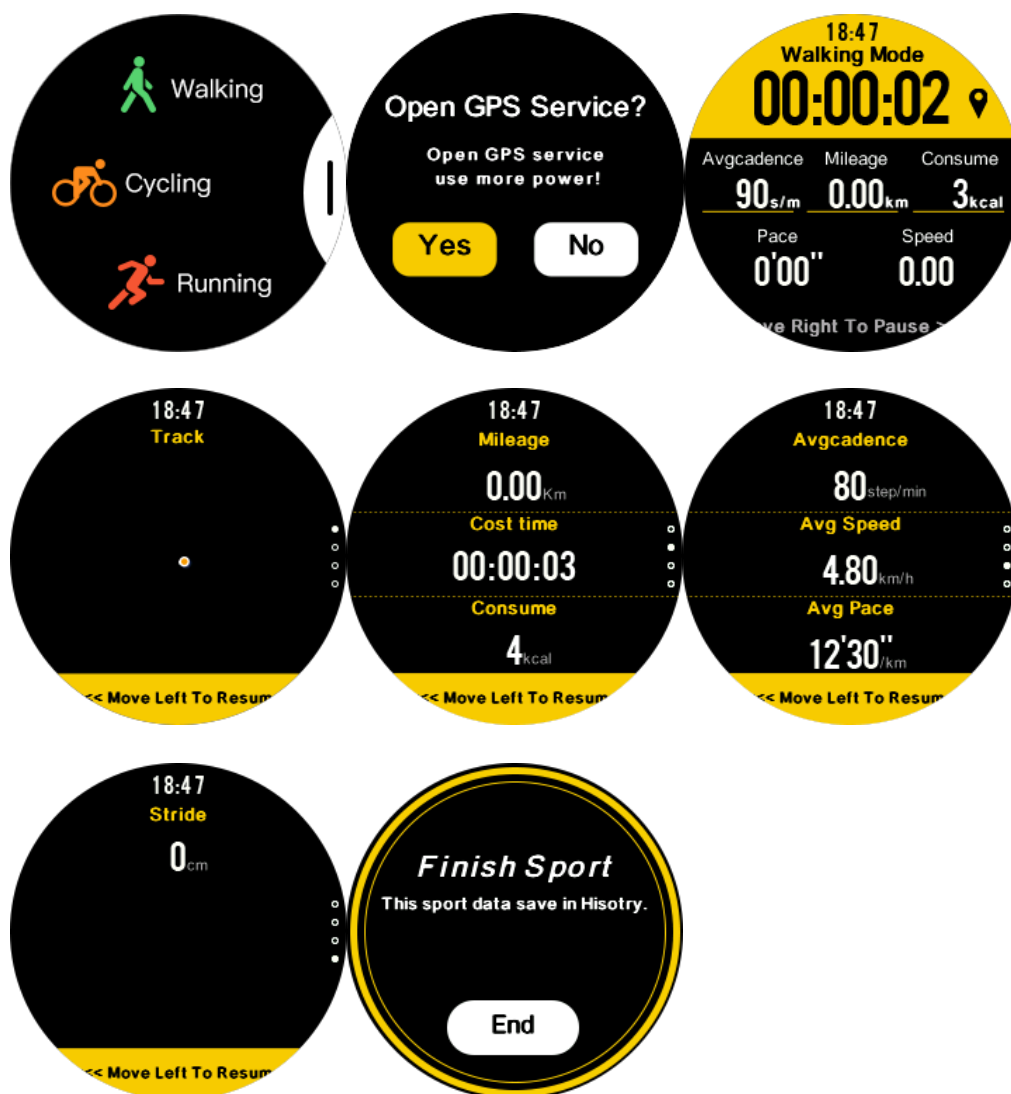 Walking
Cycling
Running
Open GPS Service?
Open GPS service
use more power!
Yes No
18:47
Walking Mode
00:00:02
Avgcadence Mileage Consume
90s/m 0.00km 3kcal
Pace Speed
0'00" 0.00
ve Right To Pause >
18:47
Track
<< Move Left To Resum
18:47
Mileage
0.00Km
Cost time
00:00:03
Consume
4kcal
<< Move Left To Resum
18:47
Avgcadence
80step/min
Avg Speed
4.80km/h
Avg Pace
12'30"/km
<< Move Left To Resum
18:47
Stride
0cm
<< Move Left To Resum
Finish Sport
This sport data save in Hisotry.
End